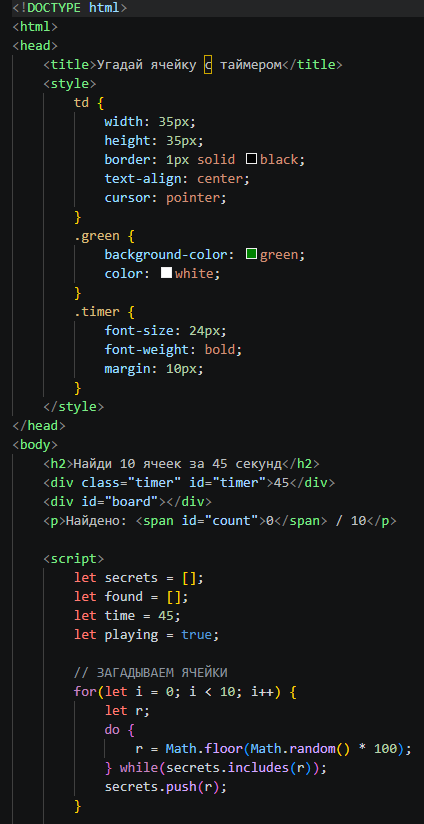 <!DOCTYPE html>
<html>
<head>
    <title>Угадай ячейку с таймером</title>
    <style>
        td {
            width: 35px;
            height: 35px;
            border: 1px solid black;
            text-align: center;
            cursor: pointer;
        }
        .green {
            background-color: green;
            color: white;
        }
        .timer {
            font-size: 24px;
            font-weight: bold;
            margin: 10px;
        }
    </style>
</head>
<body>
    <h2>Найди 10 ячеек за 45 секунд</h2>
    <div class="timer" id="timer">45</div>
    <div id="board"></div>
    <p>Найдено: <span id="count">0</span> / 10</p>

    <script>
        let secrets = [];
        let found = [];
        let time = 45;
        let playing = true;

        // ЗАГАДЫВАЕМ ЯЧЕЙКИ
        for(let i = 0; i < 10; i++) {
            let r;
            do {
                r = Math.floor(Math.random() * 100);
            } while(secrets.includes(r));
            secrets.push(r);
        }